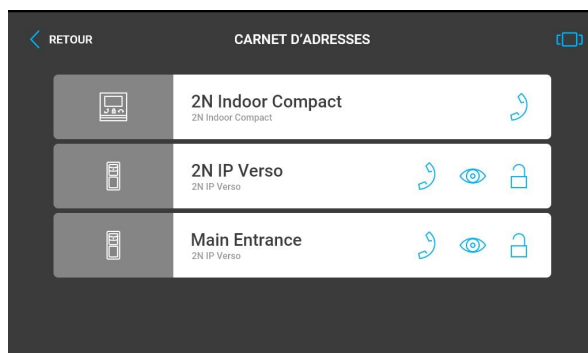 RETOUR
CARNET D’ADRESSES
2N Indoor Compact
2N Indoor Compact
2N IP Verso
2N IP Verso
Main Entrance
2N IP Verso